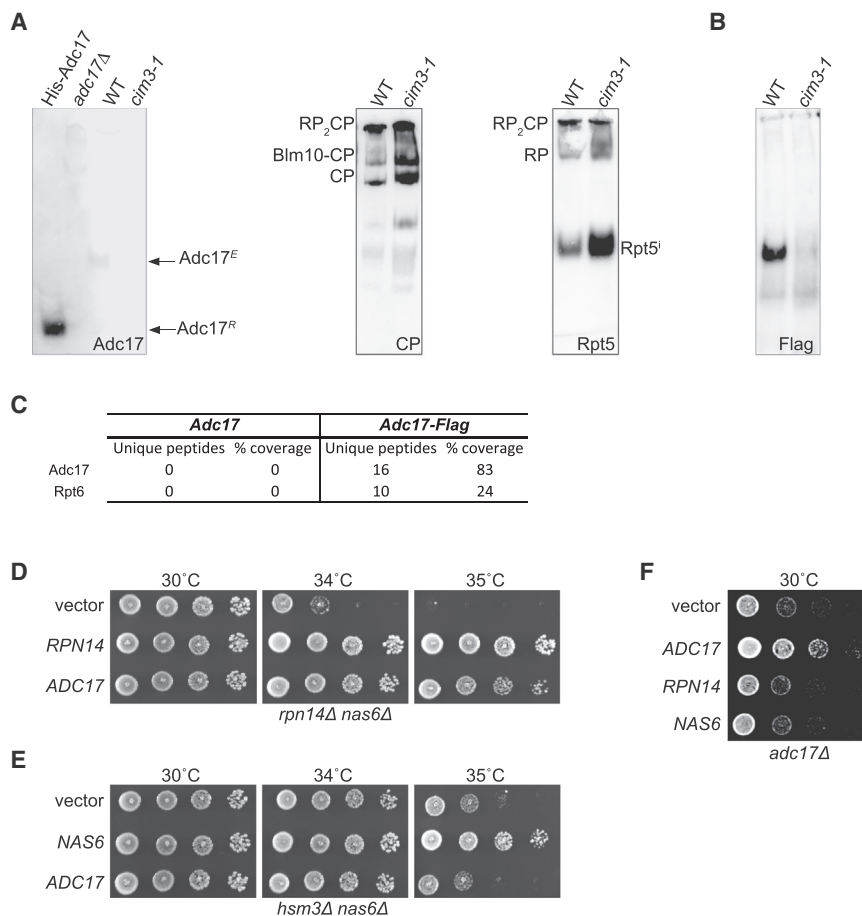 A
His-Adc17
adc17Δ
WT
cim3-1
Adc17ᴱ
Adc17ᴿ
Adc17
WT
cim3-1
RP₂CP
Blm10-CP
CP
CP
WT
cim3-1
RP₂CP
RP
Rpt5ⁱ
Rpt5
B
WT
cim3-1
Flag
C
Adc17 Adc17-Flag
Unique peptides % coverage Unique peptides % coverage
Adc17 0 0 16 83
Rpt6 0 0 10 24
D
30˚C 34˚C 35˚C
vector
RPN14
ADC17
rpn14Δ nas6Δ
E
30˚C 34˚C 35˚C
vector
NAS6
ADC17
hsm3Δ nas6Δ
F
30˚C
vector
ADC17
RPN14
NAS6
adc17Δ